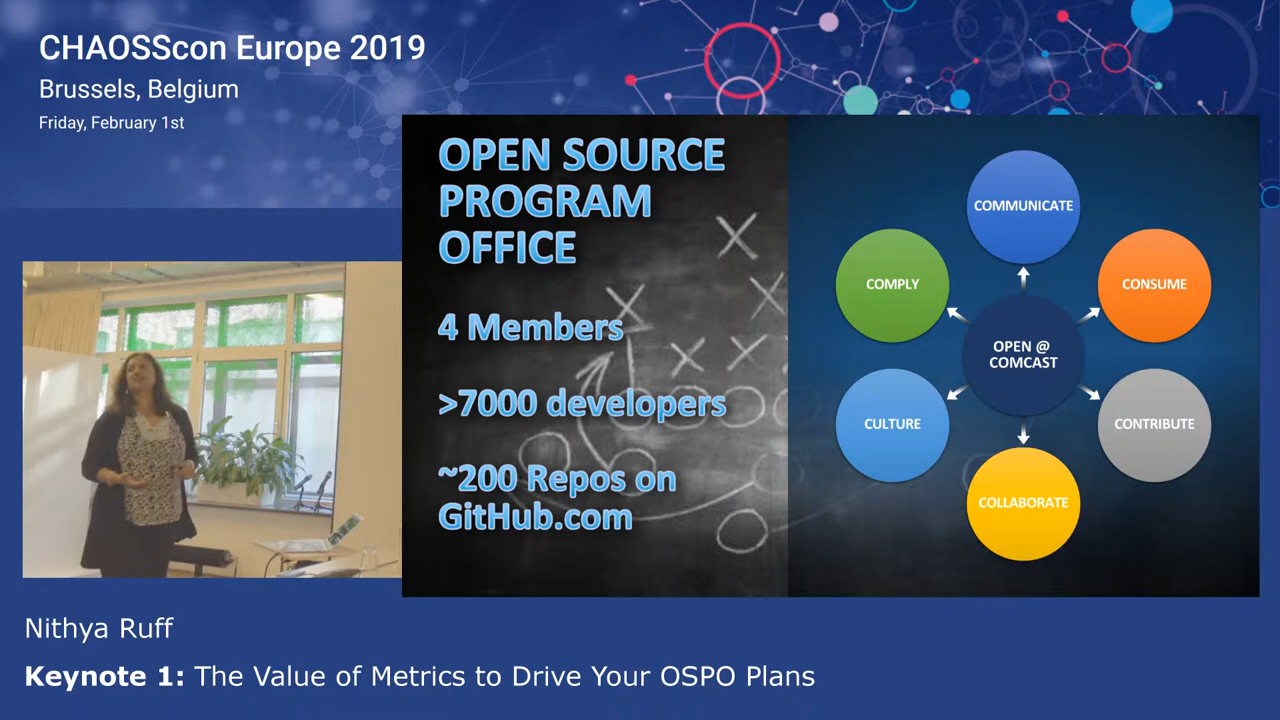 CHAOSScon Europe 2019
Brussels, Belgium
Friday, February 1st
OPEN SOURCE
PROGRAM
OFFICE
4 Members
>7000 developers
~200 Repos on
GitHub.com
COMMUNICATE
COMPLY
CONSUME
OPEN @
COMCAST
CULTURE
CONTRIBUTE
COLLABORATE
Nithya Ruff
Keynote 1: The Value of Metrics to Drive Your OSPO Plans